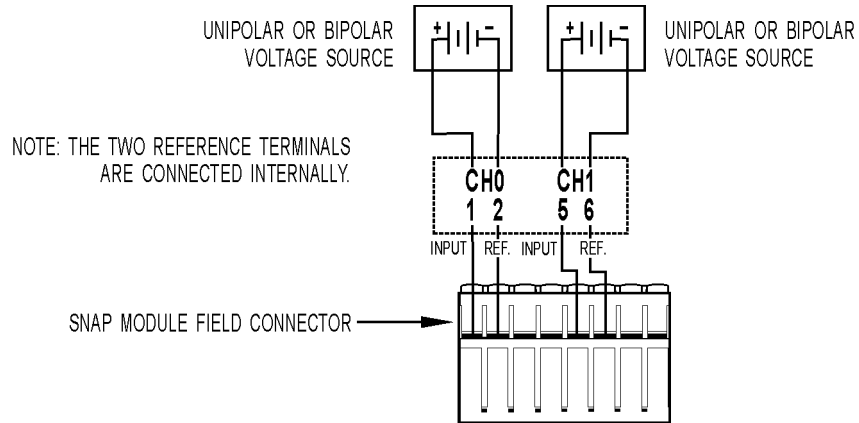 UNIPOLAR OR BIPOLAR
VOLTAGE SOURCE
+ -
+ -
UNIPOLAR OR BIPOLAR
VOLTAGE SOURCE
NOTE: THE TWO REFERENCE TERMINALS
ARE CONNECTED INTERNALLY.
CH0 CH1
1 2 5 6
INPUT REF. INPUT REF.
SNAP MODULE FIELD CONNECTOR